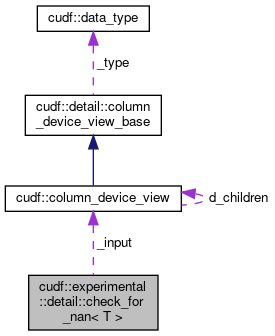 cudf::data_type
_type
cudf::detail::column
_device_view_base
cudf::column_device_view
d_children
_input
cudf::experimental
::detail::check_for
_nan< T >